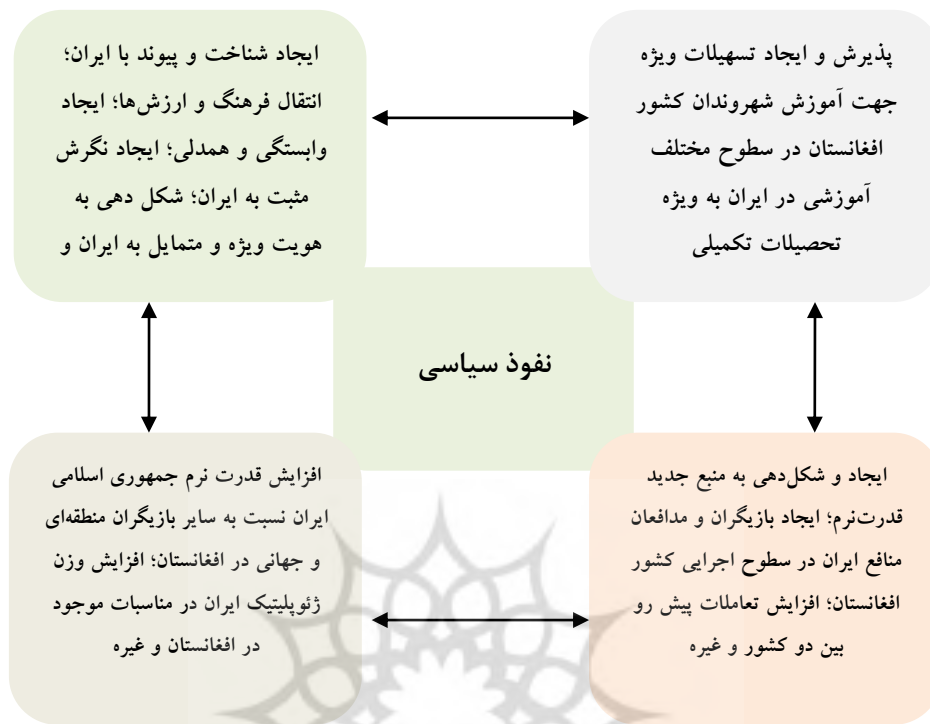 پذیرش و ایجاد تسهیلات ویژه
جهت آموزش شهروندان کشور
افغانستان در سطوح مختلف
آموزشی در ایران به ویژه
تحصیلات تکمیلی
ایجاد شناخت و پیوند با ایران؛
انتقال فرهنگ و ارزش‌ها؛ ایجاد
وابستگی و همدلی؛ ایجاد نگرش
مثبت به ایران؛ شکل دهی به
هویت ویژه و متمایل به ایران و
نفوذ سیاسی
ایجاد و شکل‌دهی به منبع جدید
قدرت‌نرم؛ ایجاد بازیگران و مدافعان
منافع ایران در سطوح اجرایی کشور
افغانستان؛ افزایش تعاملات پیش رو
بین دو کشور و غیره
افزایش قدرت نرم جمهوری اسلامی
ایران نسبت به سایر بازیگران منطقه‌ای
و جهانی در افغانستان؛ افزایش وزن
ژئوپلیتیک ایران در مناسبات موجود
در افغانستان و غیره